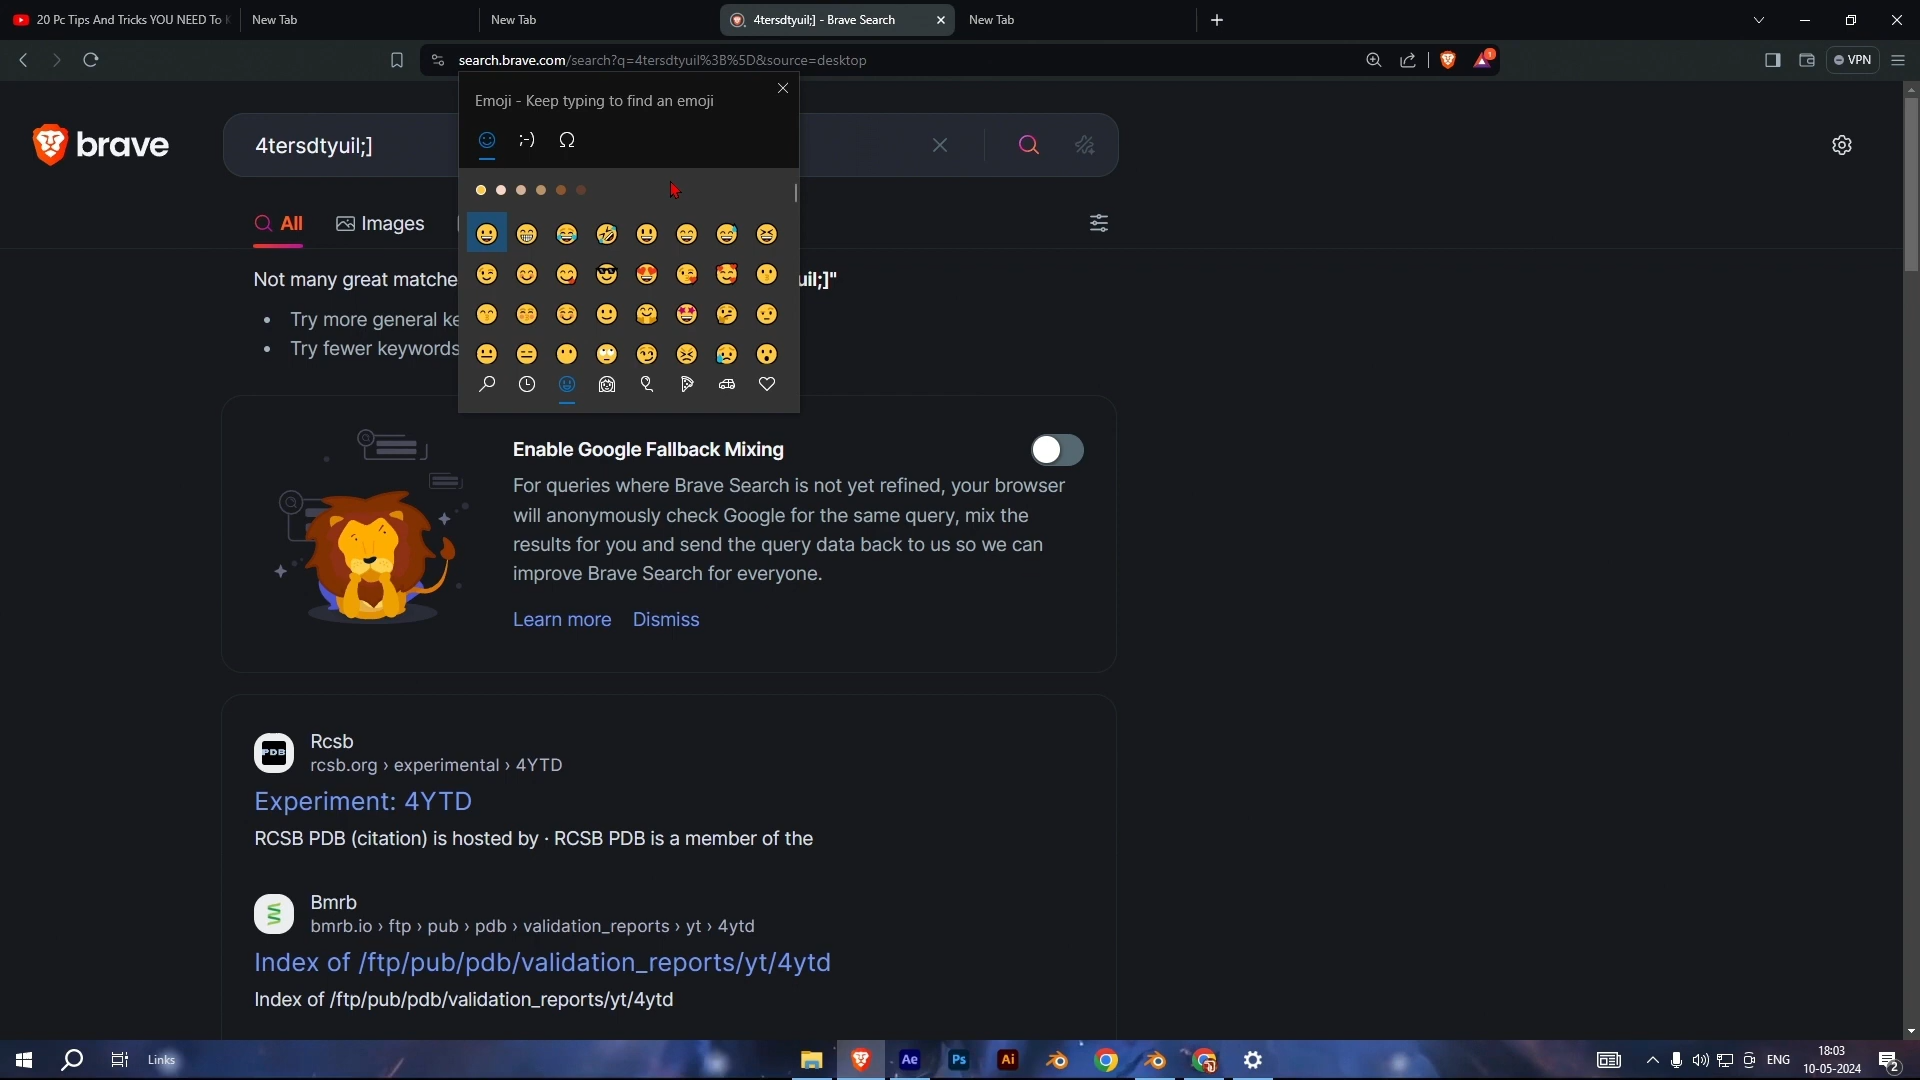 20 Pc Tips And Tricks YOU NEED To K
New Tab
New Tab
4tersdtyuil;] - Brave Search
New Tab
search.brave.com/search?q=4tersdtyuil%3B%5D&source=desktop
1
VPN
Emoji - Keep typing to find an emoji
;-)
Ω
brave
4tersdtyuil;]
All
Images
Not many great matche
uil;]"
Try more general ke
Try fewer keywords
Enable Google Fallback Mixing
For queries where Brave Search is not yet refined, your browser
will anonymously check Google for the same query, mix the
results for you and send the query data back to us so we can
improve Brave Search for everyone.
Learn more Dismiss
PDB
Rcsb
rcsb.org › experimental › 4YTD
Experiment: 4YTD
RCSB PDB (citation) is hosted by · RCSB PDB is a member of the
Bmrb
bmrb.io › ftp › pub › pdb › validation_reports › yt › 4ytd
Index of /ftp/pub/pdb/validation_reports/yt/4ytd
Index of /ftp/pub/pdb/validation_reports/yt/4ytd
Links
Ae
Ps
Ai
ENG
18:03
10-05-2024
2